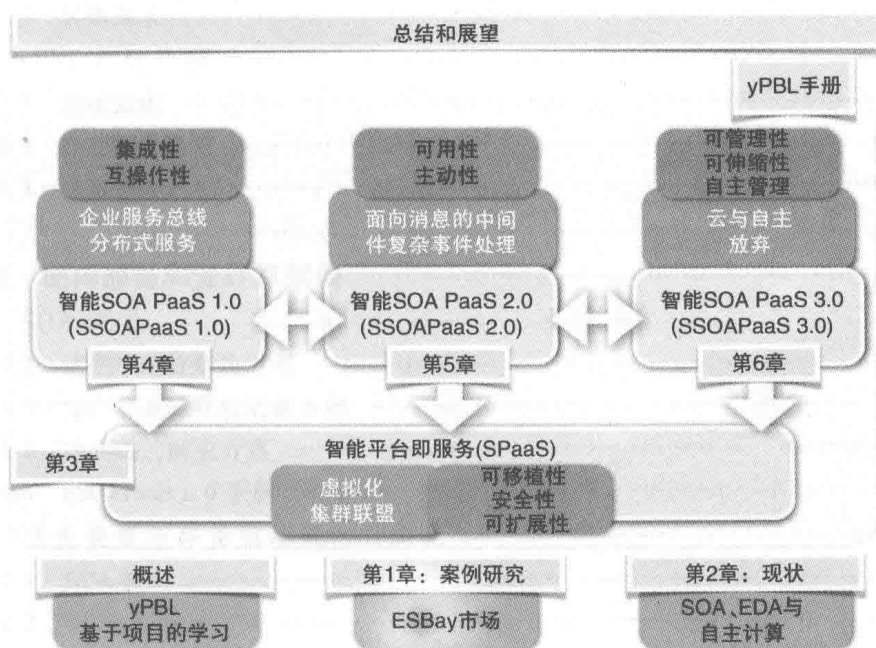 总结和展望
yPBL手册
集成性
互操作性
可用性
主动性
可管理性
可伸缩性
自主管理
企业服务总线
分布式服务
面向消息的中间
件复杂事件处理
云与自主
放弃
智能SOA PaaS 1.0
(SSOAPaaS 1.0)
智能SOA PaaS 2.0
(SSOAPaaS 2.0)
智能SOA PaaS 3.0
(SSOAPaaS 3.0)
第4章
第5章
第6章
智能平台即服务(SPaaS)
第3章
虚拟化
集群联盟
可移植性
安全性
可扩展性
概述
yPBL
基于项目的学习
第1章：案例研究
ESBay市场
第2章：现状
SOA、EDA与
自主计算